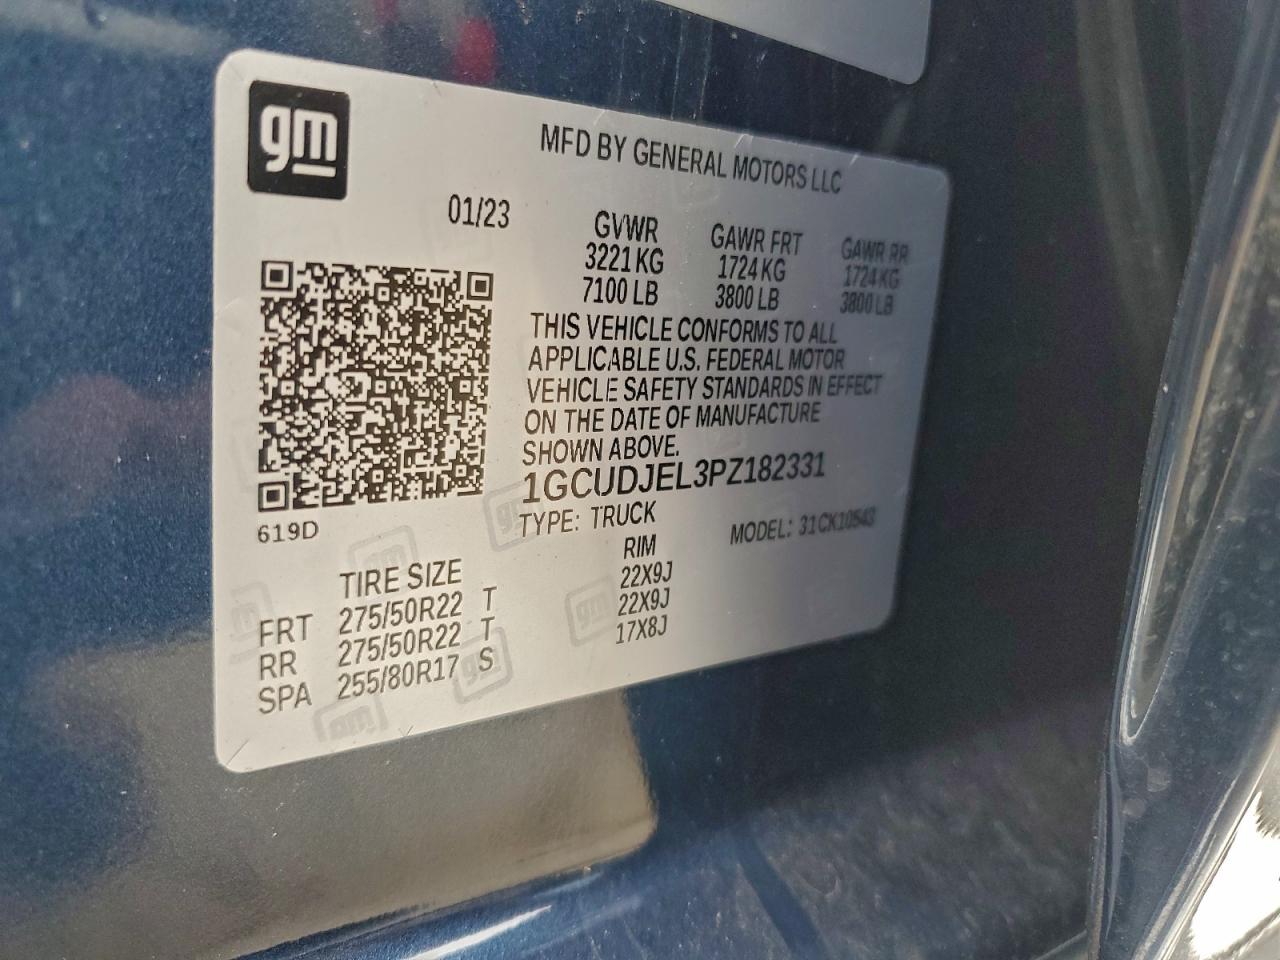 gm
MFD BY GENERAL MOTORS LLC
01/23
GVWR GAWR FRT GAWR RR
3221 KG 1724 KG 1724 KG
7100 LB 3800 LB 3800 LB
THIS VEHICLE CONFORMS TO ALL
APPLICABLE U.S. FEDERAL MOTOR
VEHICLE SAFETY STANDARDS IN EFFECT
ON THE DATE OF MANUFACTURE
SHOWN ABOVE.
1GCUDJEL3PZ182331
TYPE: TRUCK MODEL: 31CK10543
619D
TIRE SIZE RIM
FRT 275/50R22 T 22X9J
RR 275/50R22 T 22X9J
SPA 255/80R17 S 17X8J